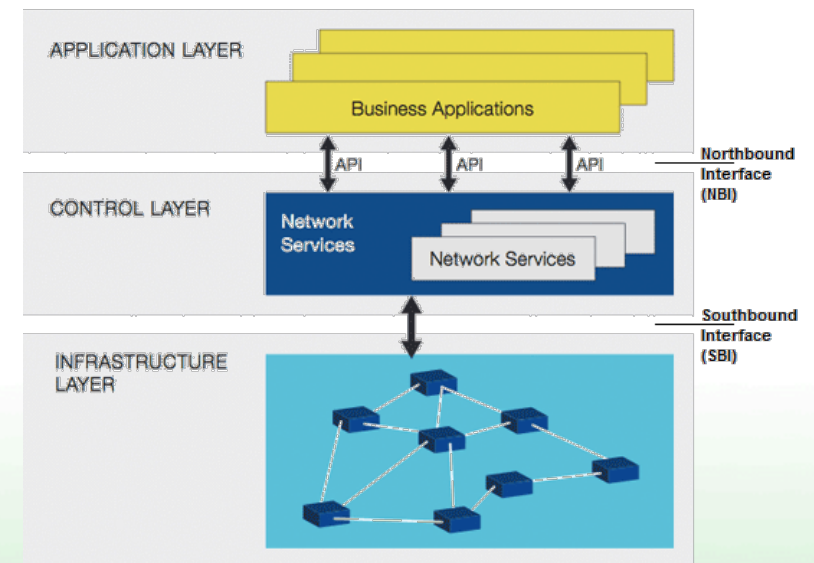 APPLICATION LAYER
Business Applications
API
API
API
Northbound
Interface
(NBI)
CONTROL LAYER
Network
Services
Network Services
Southbound
Interface
(SBI)
INFRASTRUCTURE
LAYER